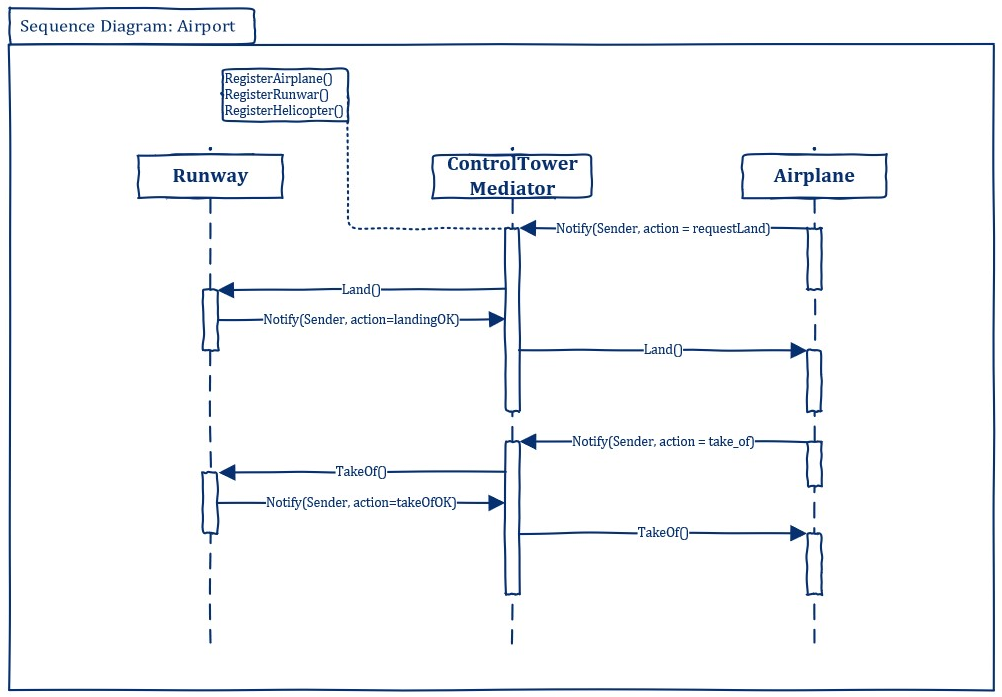 Sequence Diagram: Airport
RegisterAirplane()
RegisterRunwar()
RegisterHelicopter()
Runway
ControlTower
Mediator
Airplane
Notify(Sender, action = requestLand)
Land()
Notify(Sender, action=landingOK)
Land()
Notify(Sender, action = take_of)
TakeOf()
Notify(Sender, action=takeOfOK)
TakeOf()